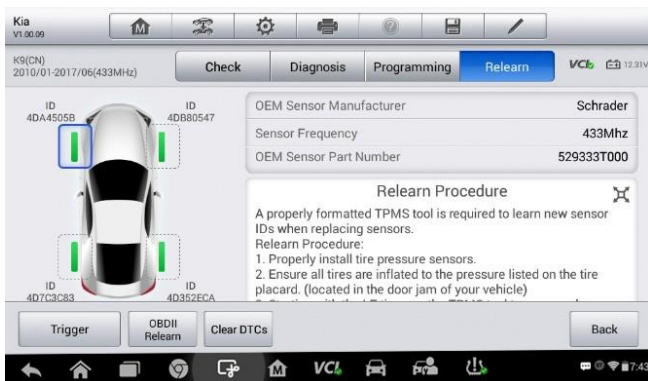 Kia
V1.00.09
K9(CN)
2010/01-2017/06(433MHz)
Check
Diagnosis
Programming
Relearn
VCI
12.31V
ID
4DA4505B
ID
4DB80547
ID
4D7C3C83
ID
4D352ECA
OEM Sensor Manufacturer Schrader
Sensor Frequency 433Mhz
OEM Sensor Part Number 529333T000
Relearn Procedure
A properly formatted TPMS tool is required to learn new sensor
IDs when replacing sensors.
Relearn Procedure:
1. Properly install tire pressure sensors.
2. Ensure all tires are inflated to the pressure listed on the tire
placard. (located in the door jam of your vehicle)
Trigger
OBDII
Relearn
Clear DTCs
Back
VCI
7:43